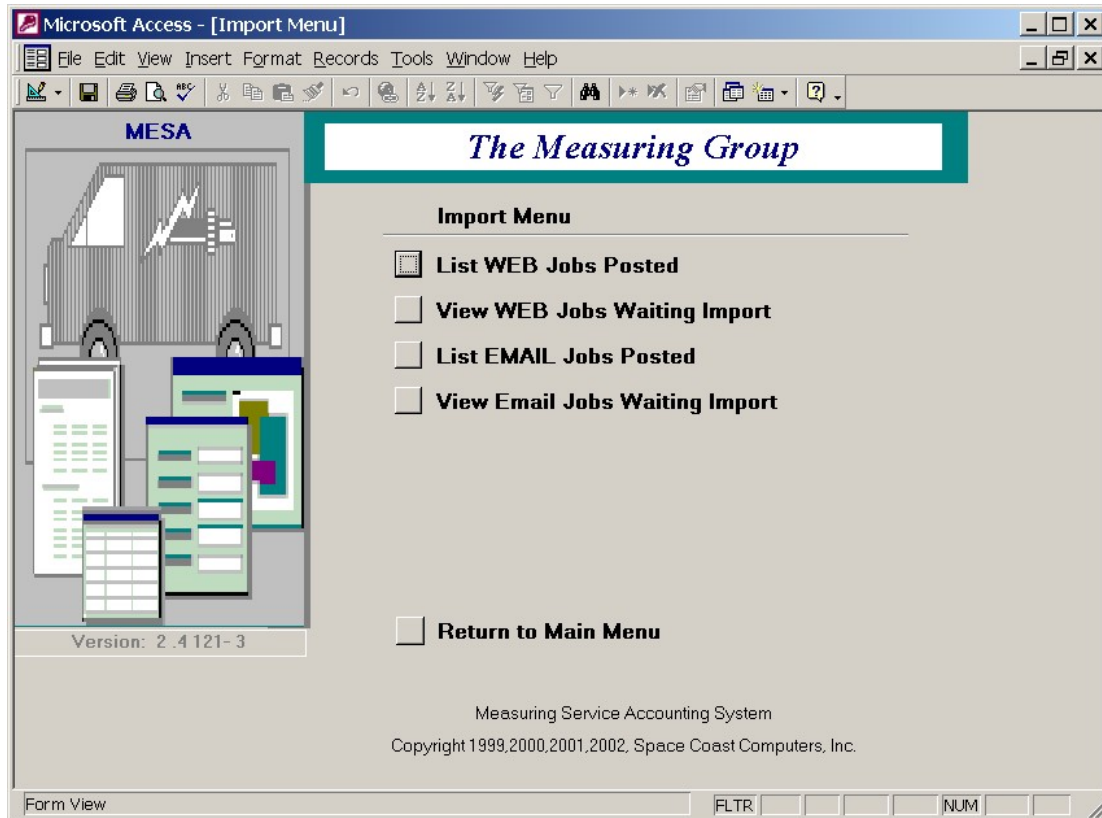 Microsoft Access - [Import Menu]
File Edit View Insert Format Records Tools Window Help
MESA
The Measuring Group
Import Menu
List WEB Jobs Posted
View WEB Jobs Waiting Import
List EMAIL Jobs Posted
View Email Jobs Waiting Import
Return to Main Menu
Version: 2 .4 121- 3
Measuring Service Accounting System
Copyright 1999,2000,2001,2002, Space Coast Computers, Inc.
Form View FLTR NUM